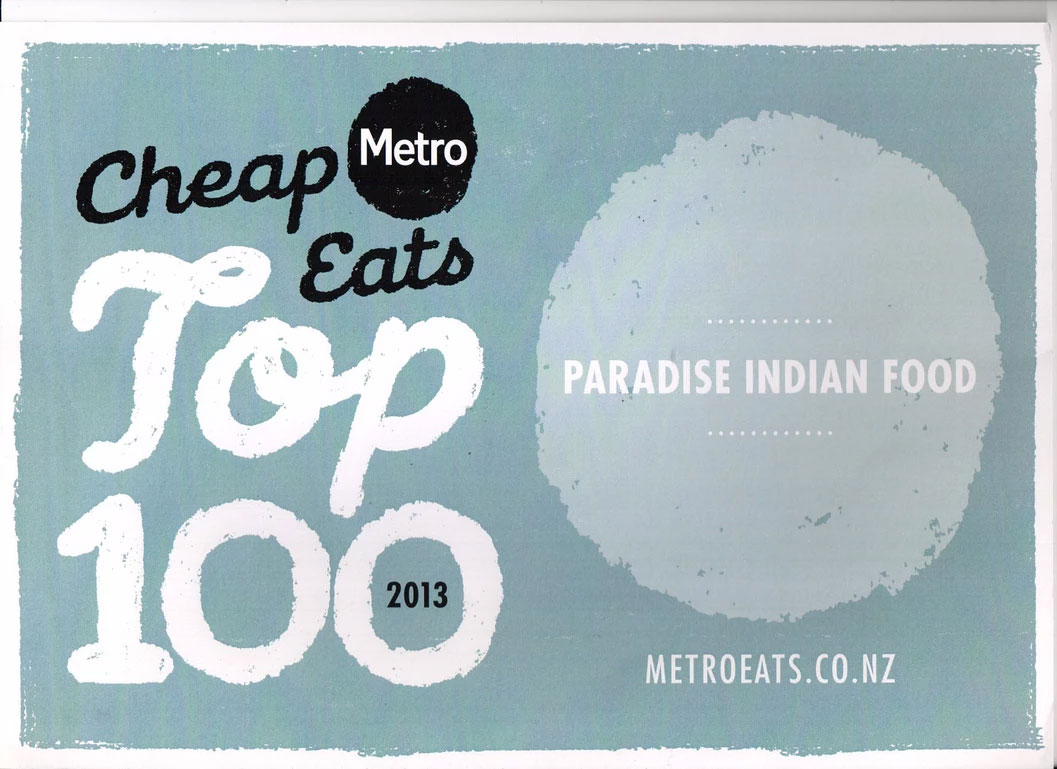 Cheap
Metro
Eats
Top
100
2013
PARADISE INDIAN FOOD
METROEATS.CO.NZ